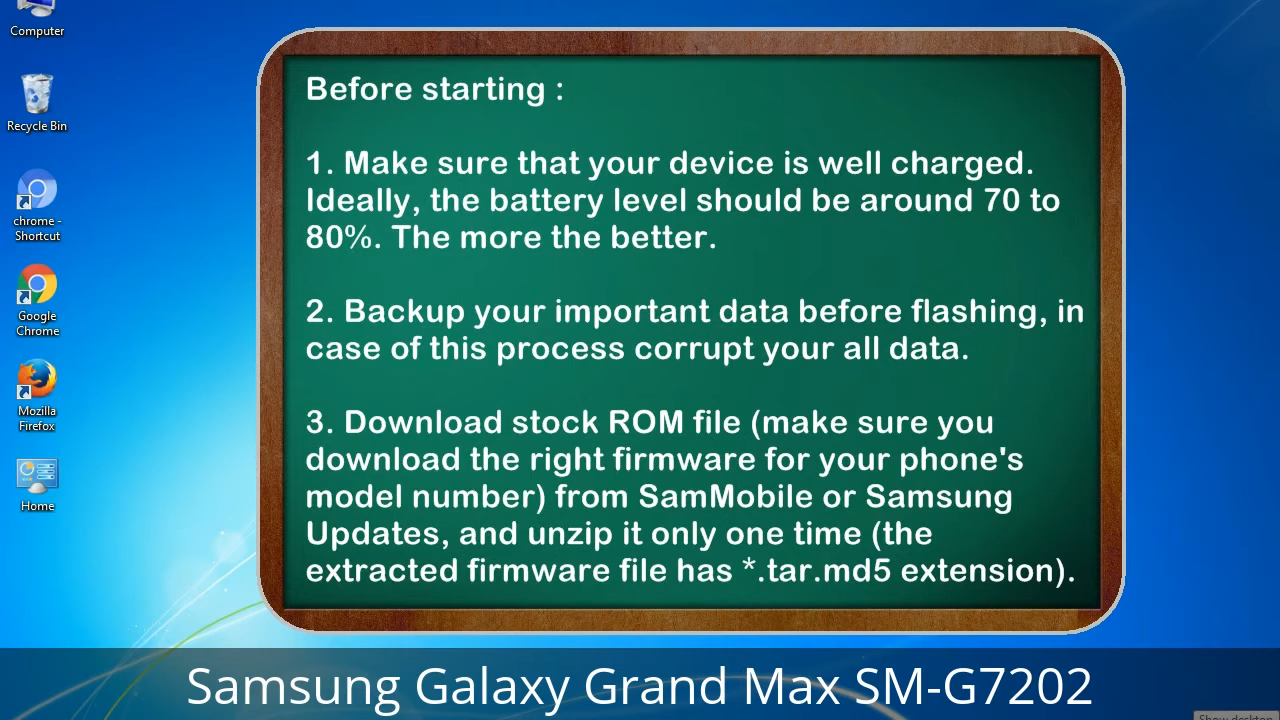 Computer
Recycle Bin
chrome -
Shortcut
Google
Chrome
Mozilla
Firefox
Home
Before starting :
1. Make sure that your device is well charged.
Ideally, the battery level should be around 70 to
80%. The more the better.
2. Backup your important data before flashing, in
case of this process corrupt your all data.
3. Download stock ROM file (make sure you
download the right firmware for your phone's
model number) from SamMobile or Samsung
Updates, and unzip it only one time (the
extracted firmware file has *.tar.md5 extension).
Samsung Galaxy Grand Max SM-G7202
Show desktop